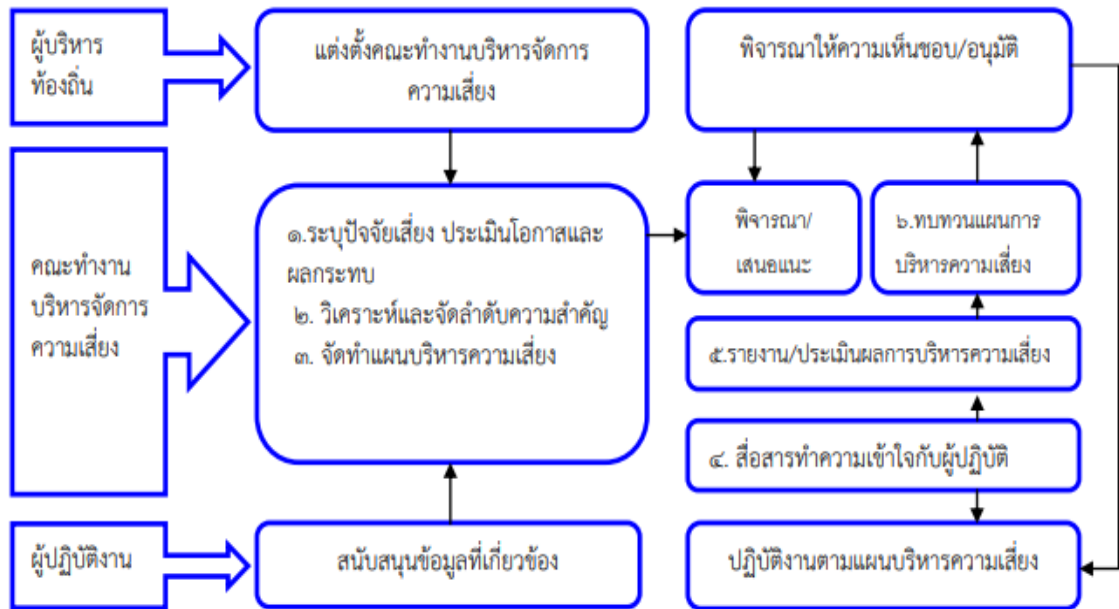 ผู้บริหาร
ท้องถิ่น
แต่งตั้งคณะทำงานบริหารจัดการ
ความเสี่ยง
พิจารณาให้ความเห็นชอบ/อนุมัติ
คณะทำงาน
บริหารจัดการ
ความเสี่ยง
๑.ระบุปัจจัยเสี่ยง ประเมินโอกาสและ
ผลกระทบ
๒. วิเคราะห์และจัดลำดับความสำคัญ
๓. จัดทำแผนบริหารความเสี่ยง
พิจารณา/
เสนอแนะ
๖.ทบทวนแผนการ
บริหารความเสี่ยง
๕.รายงาน/ประเมินผลการบริหารความเสี่ยง
๔. สื่อสารทำความเข้าใจกับผู้ปฏิบัติ
ผู้ปฏิบัติงาน
สนับสนุนข้อมูลที่เกี่ยวข้อง
ปฏิบัติงานตามแผนบริหารความเสี่ยง